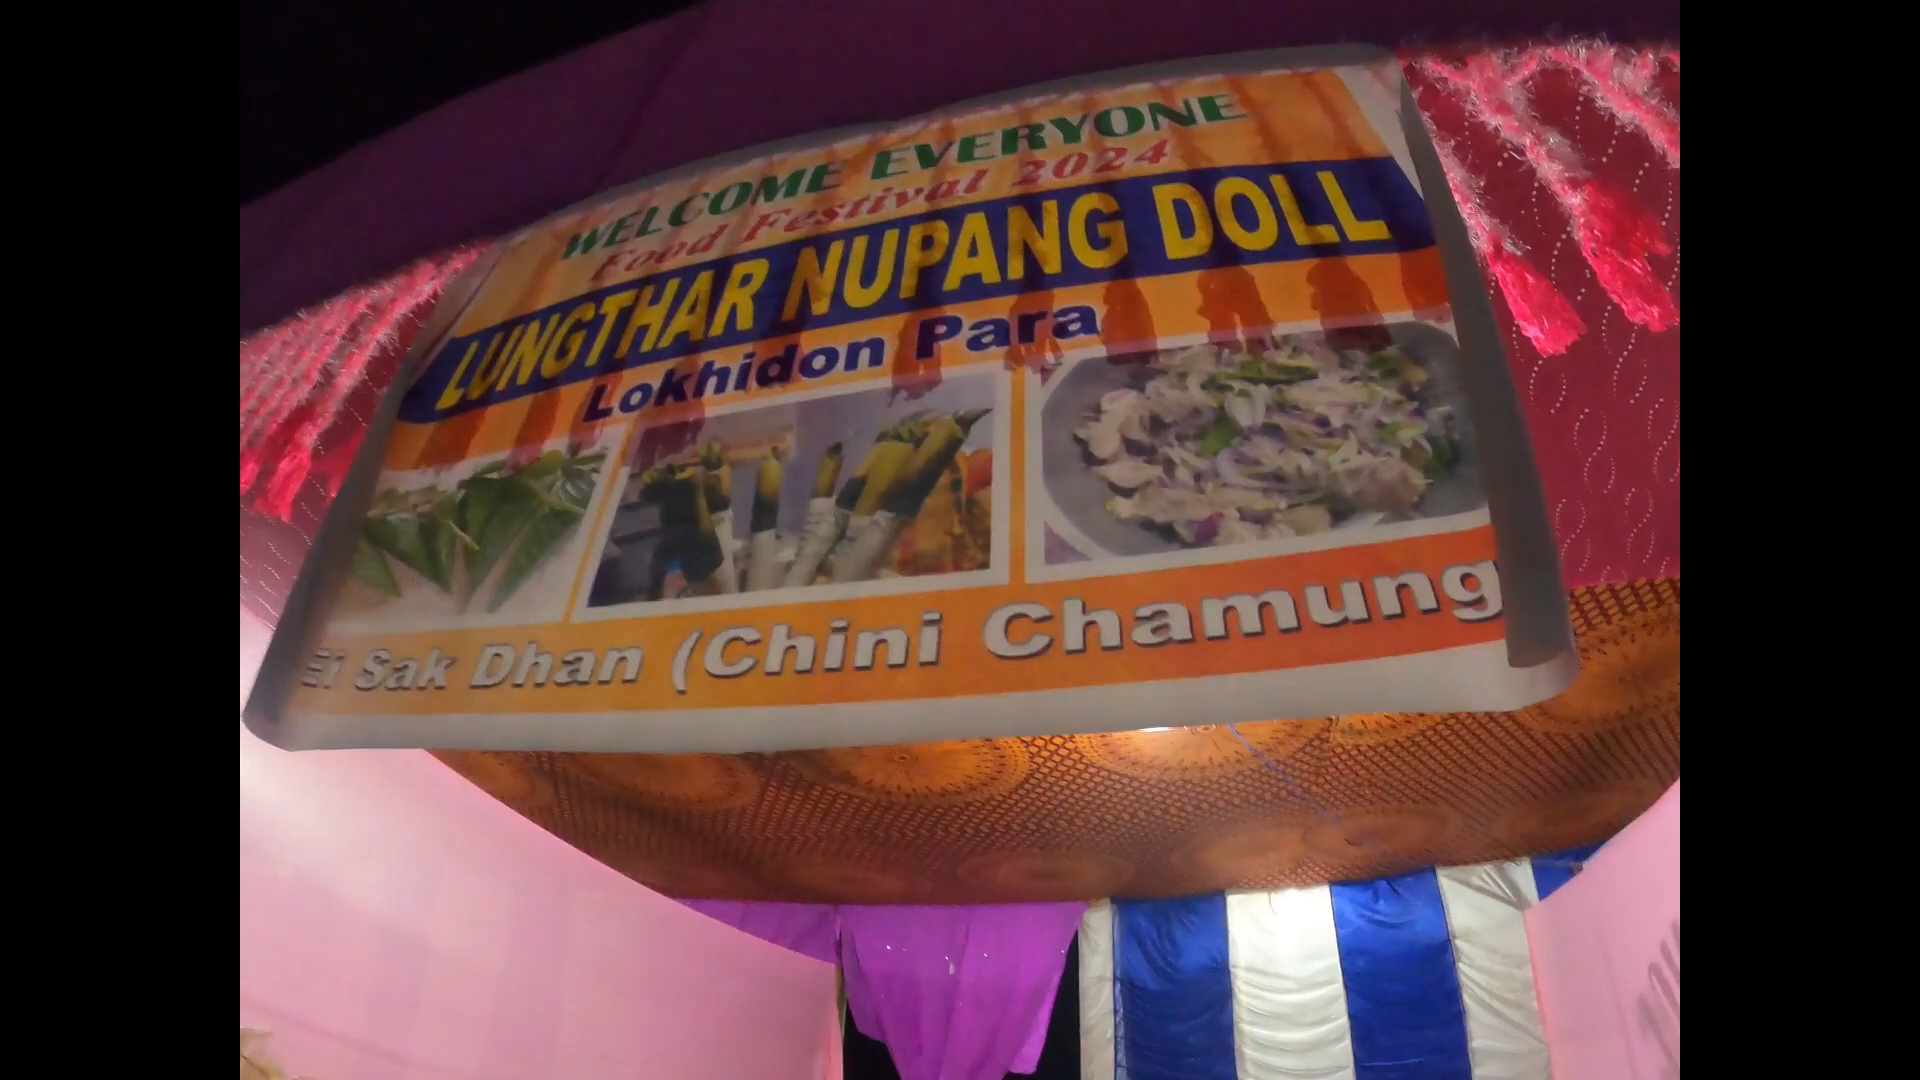 WELCOME EVERYONE
Food Festival 2024
LUNGTHAR NUPANG DOLL
Lokhidon Para
Sak Dhan (Chini Chamung